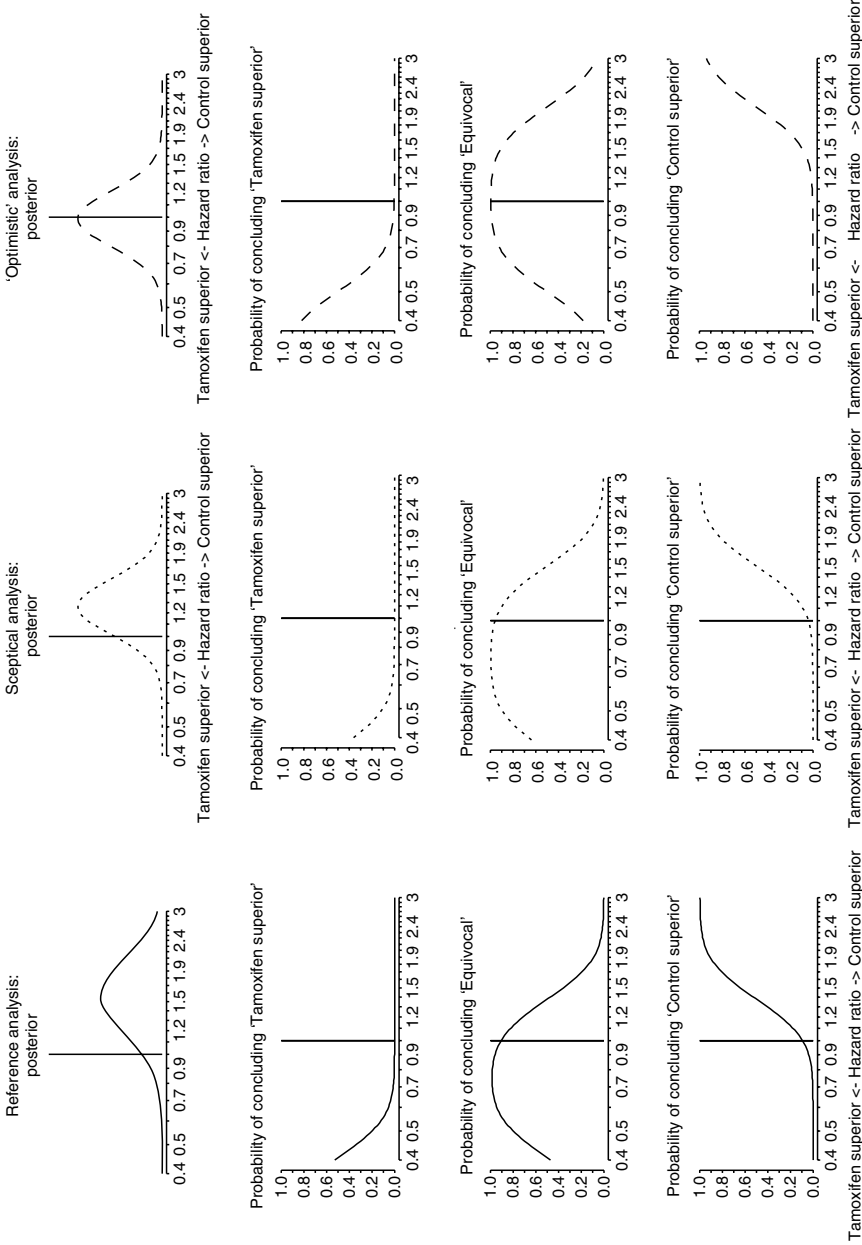 Reference analysis:
posterior
0.4 0.5 0.7 0.9 1.2 1.5 1.9 2.4 3
Probability of concluding ‘Tamoxifen superior’
1.0
0.8
0.6
0.4
0.2
0.0
0.4 0.5 0.7 0.9 1.2 1.5 1.9 2.4 3
Probability of concluding ‘Equivocal’
1.0
0.8
0.6
0.4
0.2
0.0
0.4 0.5 0.7 0.9 1.2 1.5 1.9 2.4 3
Probability of concluding ‘Control superior’
1.0
0.8
0.6
0.4
0.2
0.0
0.4 0.5 0.7 0.9 1.2 1.5 1.9 2.4 3
Tamoxifen superior <- Hazard ratio -> Control superior
Sceptical analysis:
posterior
0.4 0.5 0.7 0.9 1.2 1.5 1.9 2.4 3
Tamoxifen superior <- Hazard ratio -> Control superior
Probability of concluding ‘Tamoxifen superior’
1.0
0.8
0.6
0.4
0.2
0.0
0.4 0.5 0.7 0.9 1.2 1.5 1.9 2.4 3
Probability of concluding ‘Equivocal’
1.0
0.8
0.6
0.4
0.2
0.0
0.4 0.5 0.7 0.9 1.2 1.5 1.9 2.4 3
Probability of concluding ‘Control superior’
1.0
0.8
0.6
0.4
0.2
0.0
0.4 0.5 0.7 0.9 1.2 1.5 1.9 2.4 3
Tamoxifen superior <- Hazard ratio -> Control superior
‘Optimistic’ analysis:
posterior
0.4 0.5 0.7 0.9 1.2 1.5 1.9 2.4 3
Tamoxifen superior <- Hazard ratio -> Control superior
Probability of concluding ‘Tamoxifen superior’
1.0
0.8
0.6
0.4
0.2
0.0
0.4 0.5 0.7 0.9 1.2 1.5 1.9 2.4 3
Probability of concluding ‘Equivocal’
1.0
0.8
0.6
0.4
0.2
0.0
0.4 0.5 0.7 0.9 1.2 1.5 1.9 2.4 3
Probability of concluding ‘Control superior’
1.0
0.8
0.6
0.4
0.2
0.0
0.4 0.5 0.7 0.9 1.2 1.5 1.9 2.4 3
Tamoxifen superior <- Hazard ratio -> Control superior